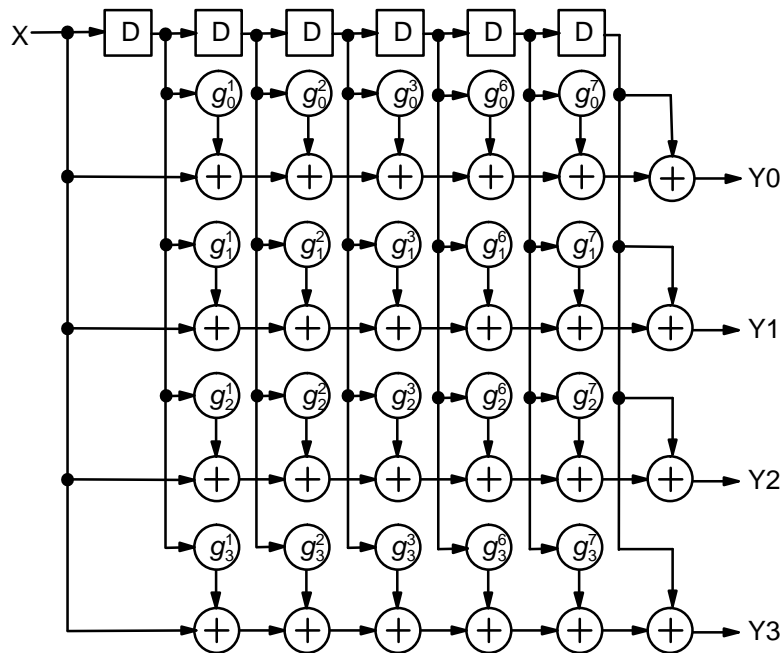 X D D D D D D
g_0^1 g_0^2 g_0^3 g_0^6 g_0^7
+ + + + + + Y0
g_1^1 g_1^2 g_1^3 g_1^6 g_1^7
+ + + + + + Y1
g_2^1 g_2^2 g_2^3 g_2^6 g_2^7
+ + + + + + Y2
g_3^1 g_3^2 g_3^3 g_3^6 g_3^7
+ + + + + + Y3